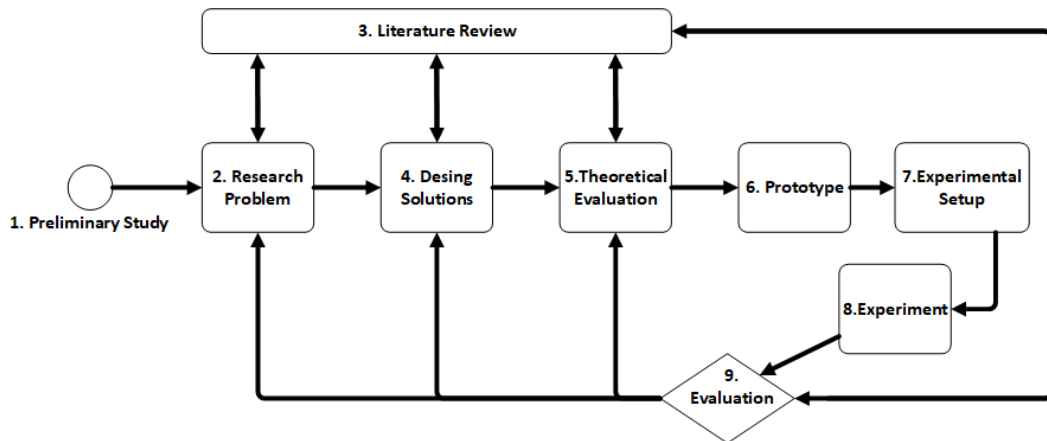 3. Literature Review
2. Research
Problem
4. Desing
Solutions
5.Theoretical
Evaluation
6. Prototype
7.Experimental
Setup
1. Preliminary Study
8.Experiment
9.
Evaluation